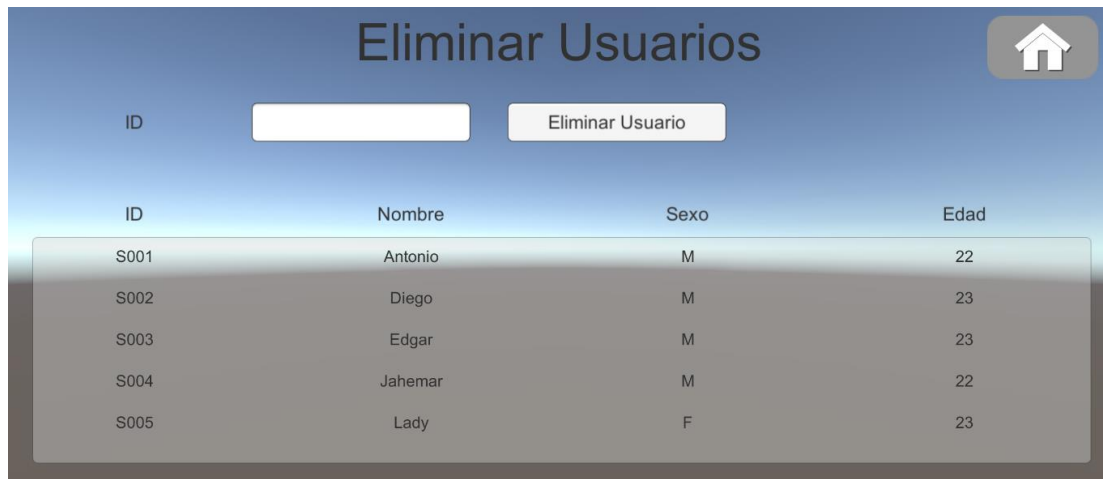 Eliminar Usuarios
ID Eliminar Usuario
ID Nombre Sexo Edad
S001 Antonio M 22
S002 Diego M 23
S003 Edgar M 23
S004 Jahemar M 22
S005 Lady F 23